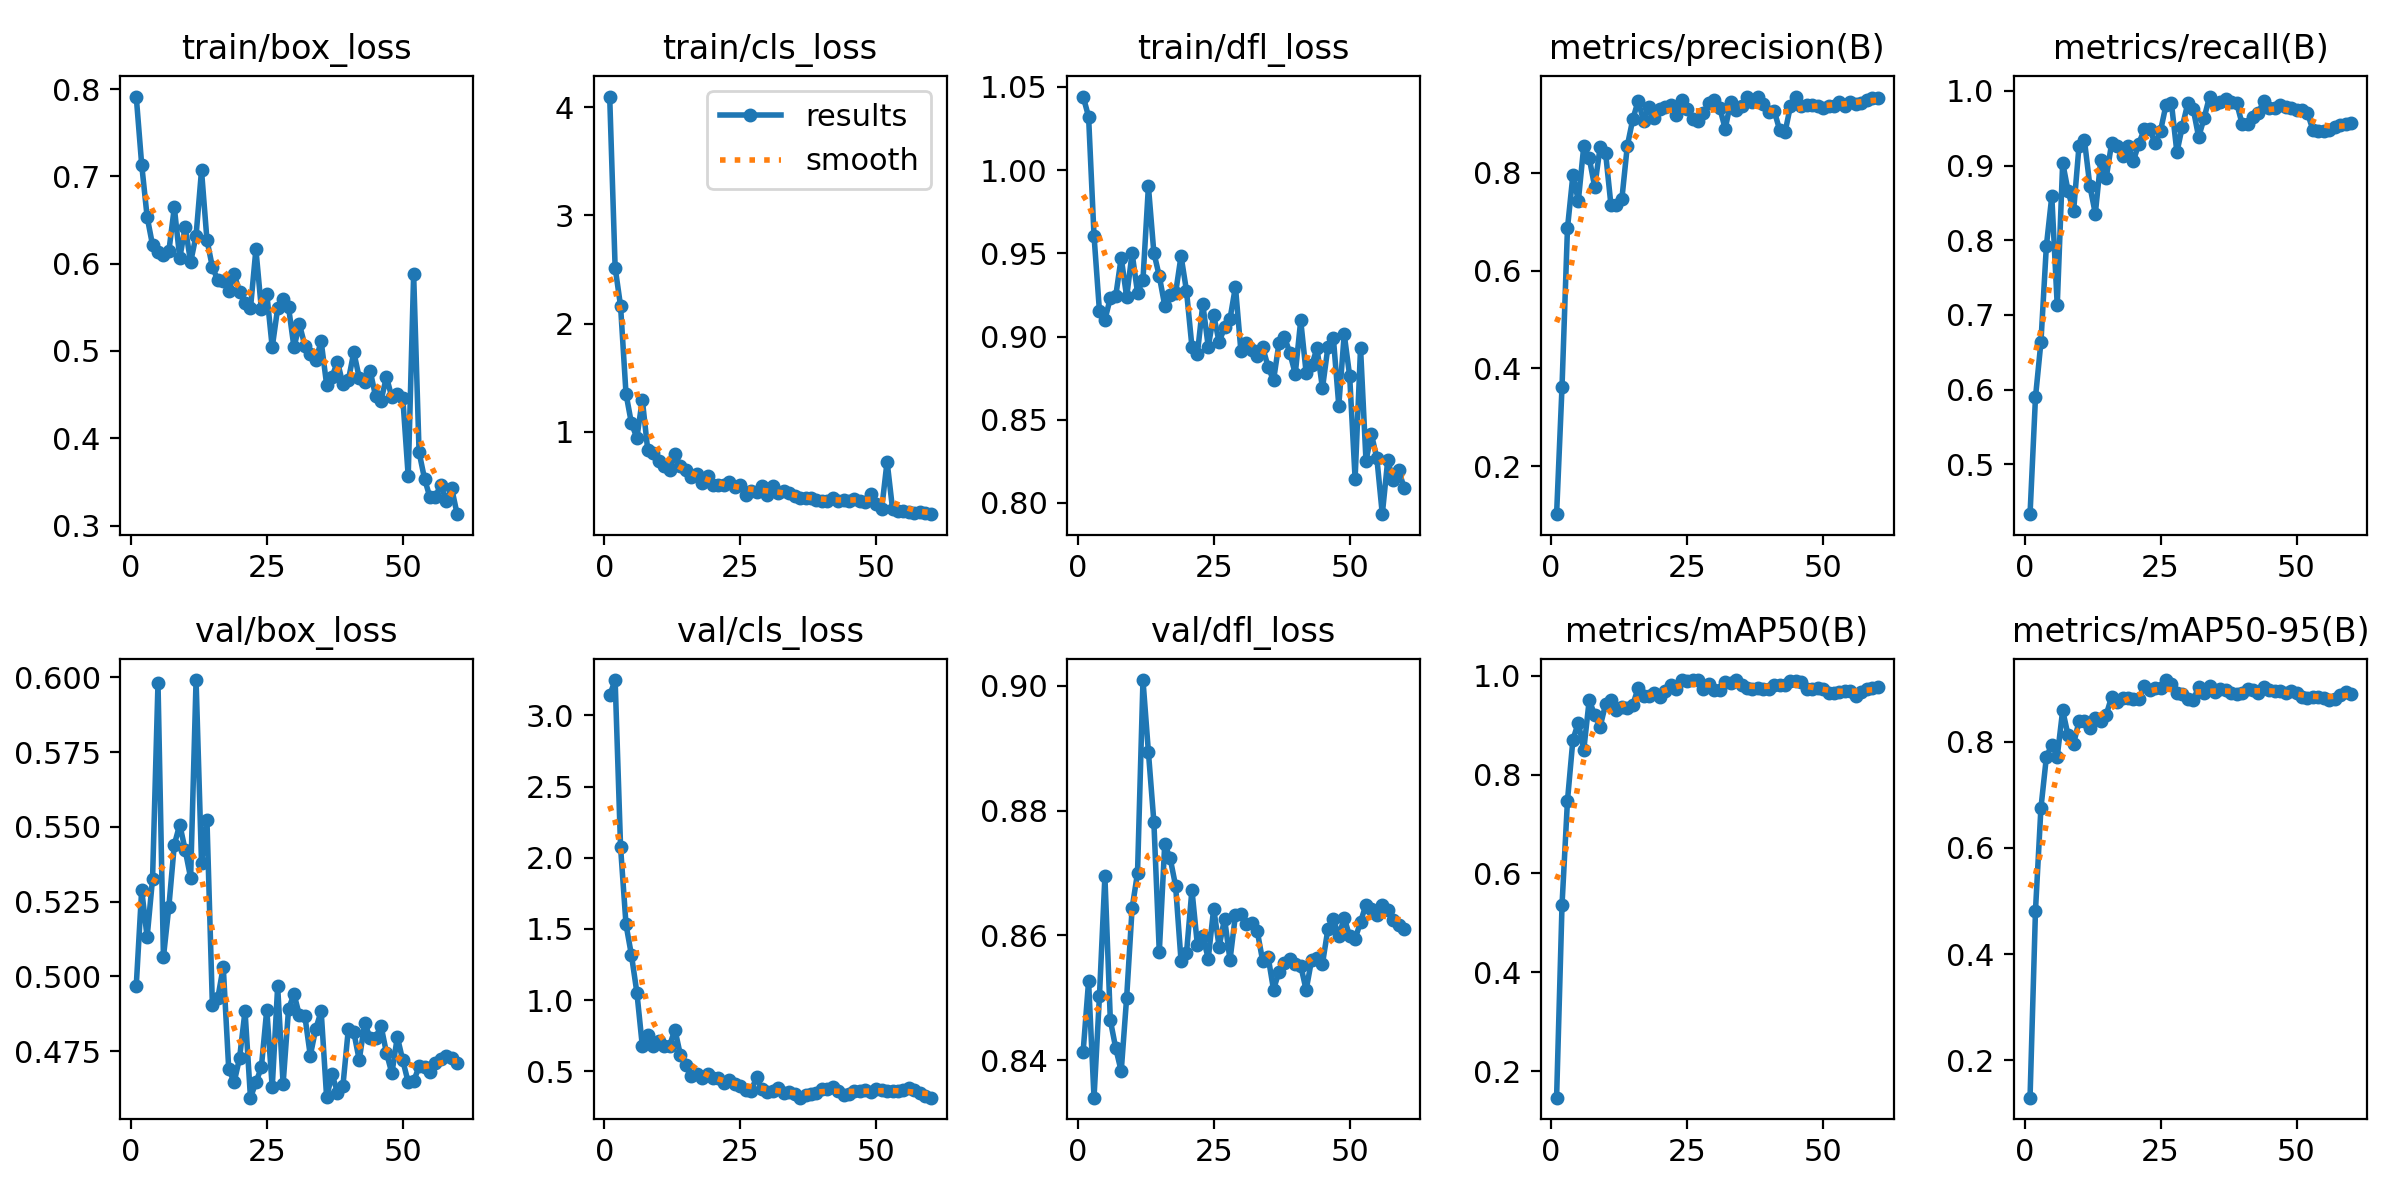 train/box_loss
0.8
0.7
0.6
0.5
0.4
0.3
0 25 50
train/cls_loss
results
smooth
4
3
2
1
0 25 50
train/dfl_loss
1.05
1.00
0.95
0.90
0.85
0.80
0 25 50
metrics/precision(B)
0.8
0.6
0.4
0.2
0 25 50
metrics/recall(B)
1.0
0.9
0.8
0.7
0.6
0.5
0 25 50
val/box_loss
0.600
0.575
0.550
0.525
0.500
0.475
0 25 50
val/cls_loss
3.0
2.5
2.0
1.5
1.0
0.5
0 25 50
val/dfl_loss
0.90
0.88
0.86
0.84
0 25 50
metrics/mAP50(B)
1.0
0.8
0.6
0.4
0.2
0 25 50
metrics/mAP50-95(B)
0.8
0.6
0.4
0.2
0 25 50